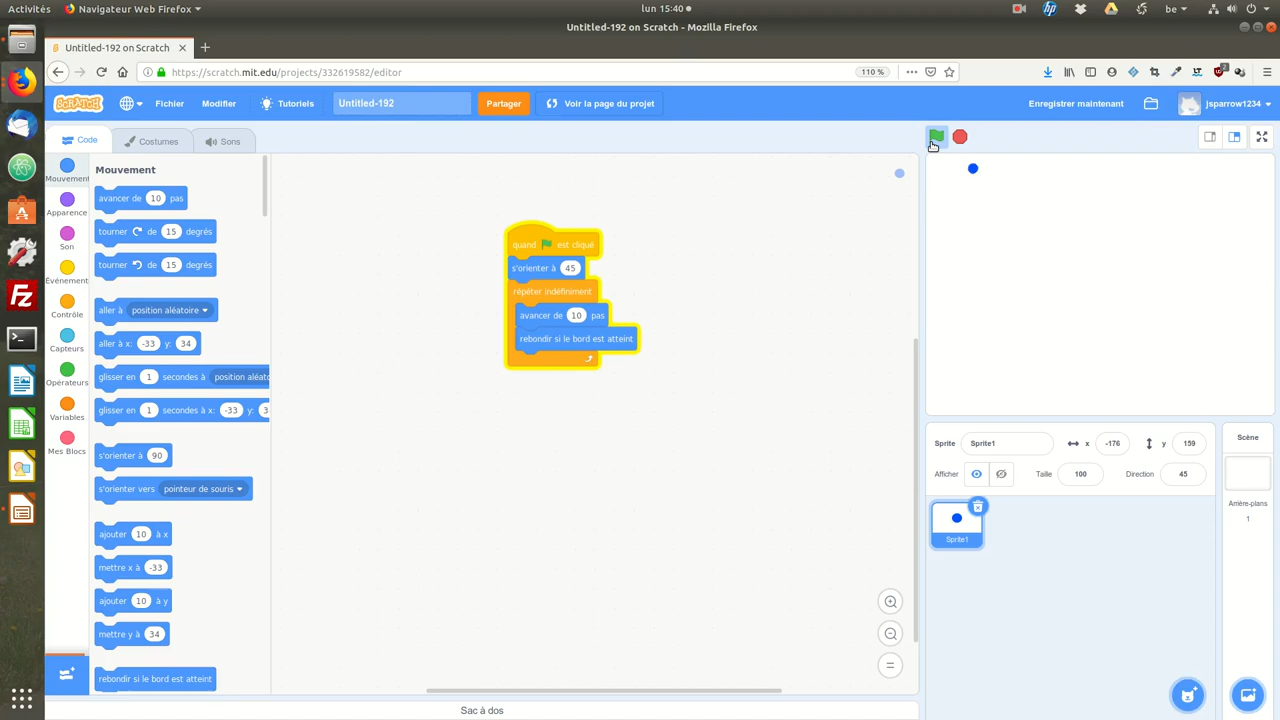 Activités
Navigateur Web de Firefox
lun 15:40
be
Untitled-192 on Scratch - Mozilla Firefox
Untitled-192 on Scratch
https://scratch.mit.edu/projects/332619582/editor
110 %
SCRATCH
Fichier
Modifier
Tutoriels
Untitled-192
Partager
Voir la page du projet
Enregistrer maintenant
jsparrow1234
Code
Costumes
Sons
Mouvement
Apparence
Son
Événements
Contrôle
Capteurs
Opérateurs
Variables
Mes Blocs
Mouvement
avancer de 10 pas
tourner de 15 degrés
tourner de 15 degrés
aller à position aléatoire
aller à x: -33 y: 34
glisser en 1 secondes à position aléato
glisser en 1 secondes à x: -33 y: 3
s'orienter à 90
s'orienter vers pointeur de souris
ajouter 10 à x
mettre x à -33
ajouter 10 à y
mettre y à 34
rebondir si le bord est atteint
quand est cliqué
s'orienter à 45
répéter indéfiniment
avancer de 10 pas
rebondir si le bord est atteint
Sac à dos
Sprite Sprite1 x -176 y 159
Afficher Taille 100 Direction 45
Sprite1
Scène
Arrière-plans
1